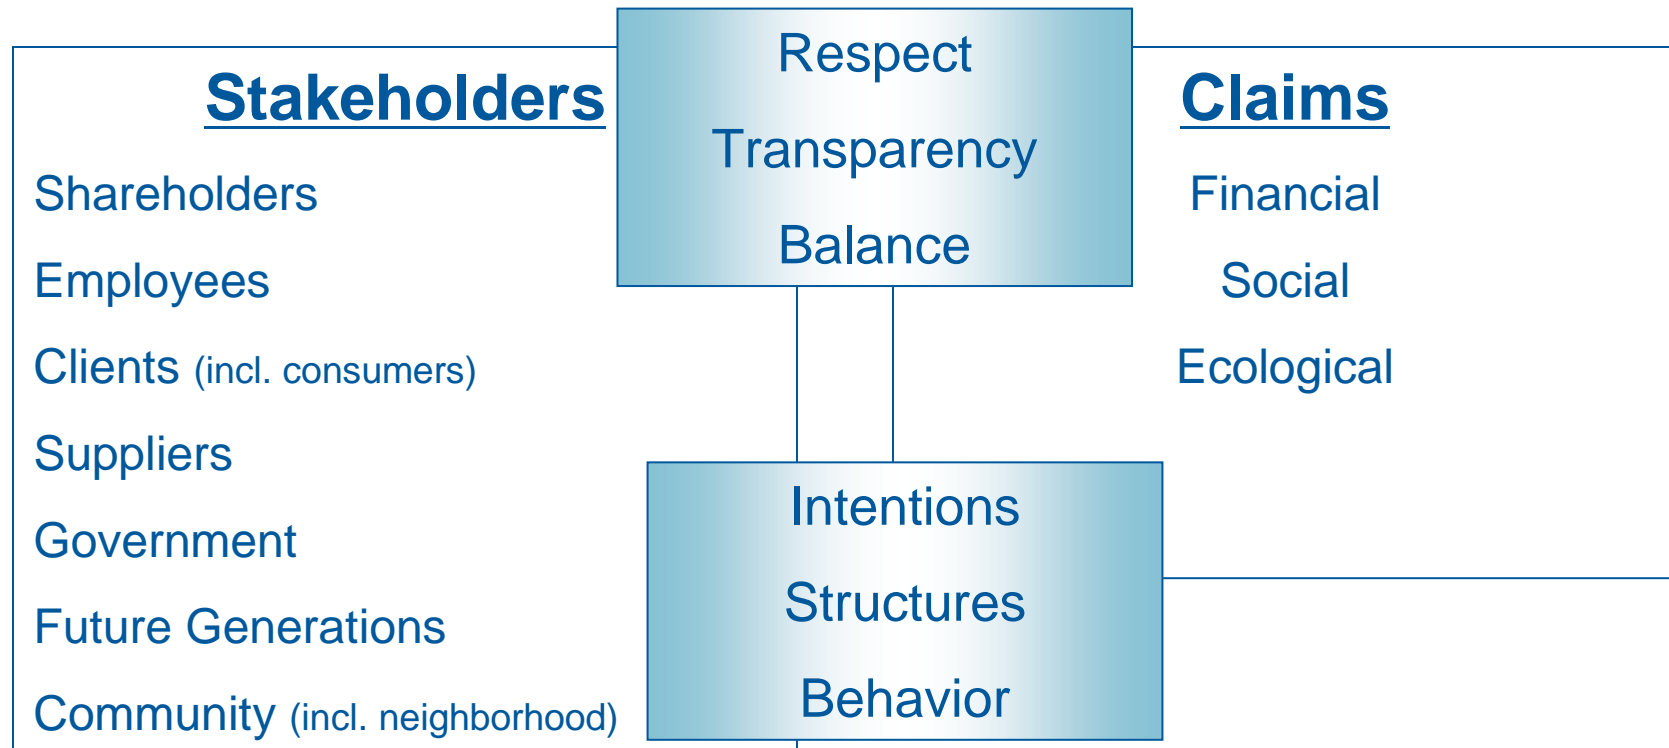 Stakeholders
Shareholders
Employees
Clients (incl. consumers)
Suppliers
Government
Future Generations
Community (incl. neighborhood)
Respect
Transparency
Balance
Intentions
Structures
Behavior
Claims
Financial
Social
Ecological